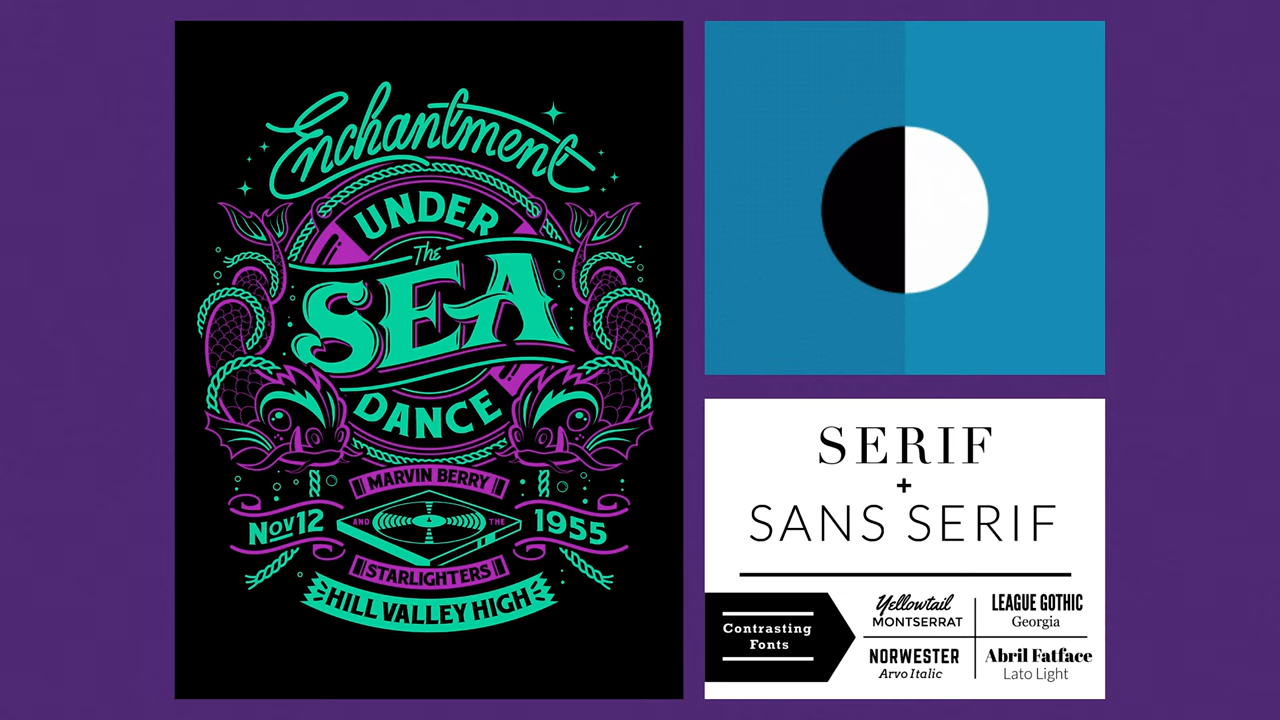 Enchantment
UNDER
The
SEA
DANCE
MARVIN BERRY
Nov 12
AND
THE
1955
STARLIGHTERS
HILL VALLEY HIGH
SERIF
+
SANS SERIF
Contrasting
Fonts
Yellowtail
MONTSERRAT
LEAGUE GOTHIC
Georgia
NORWESTER
Arvo Italic
Abril Fatface
Lato Light